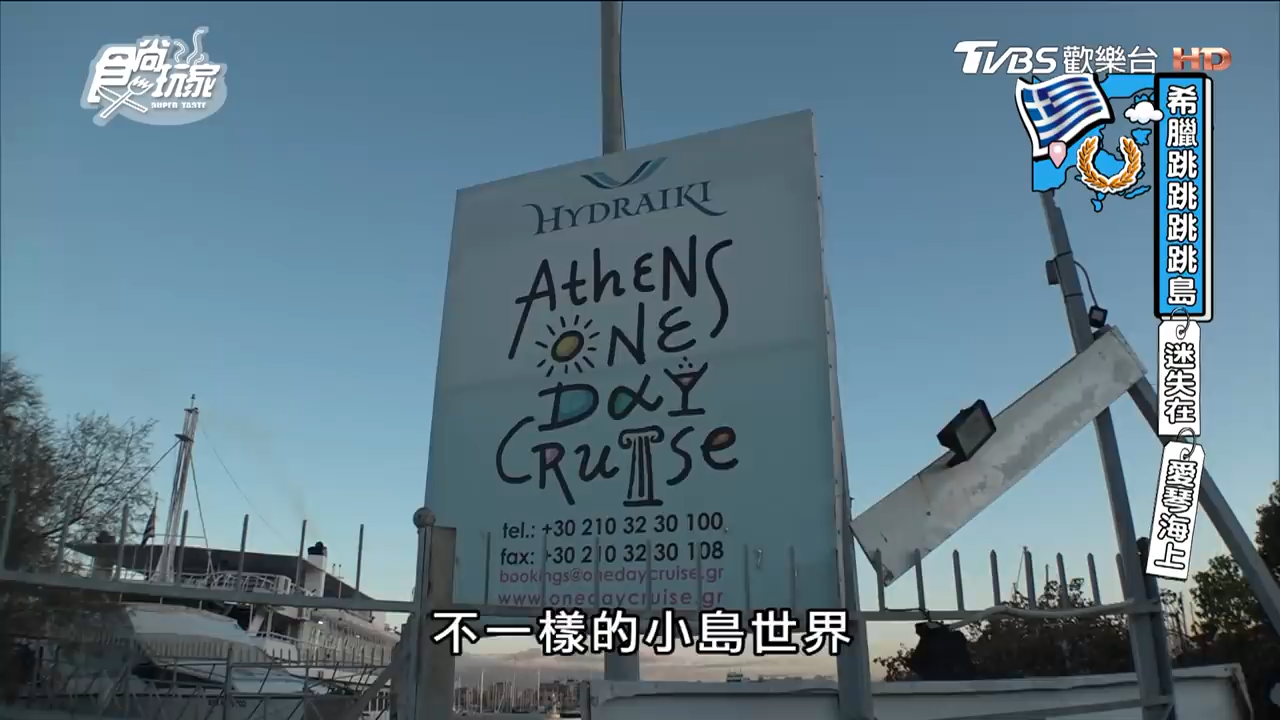 食尚玩家
SUPER TASTE
TVBS歡樂台 HD
希臘跳跳跳跳島
迷失在
愛琴海上
HYDRAIKI
AthENS
ONE
DAY
CRUISE
tel.: +30 210 32 30 100
fax: +30 210 32 30 108
bookings@onedaycruise.gr
www.onedaycruise.gr
不一樣的小島世界